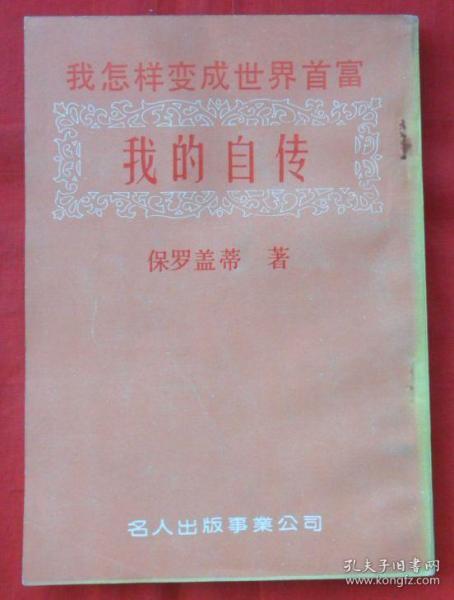 我怎样变成世界首富
我的自传
保罗盖蒂 著
名人出版事業公司
孔夫子旧书网
www.kongfz.com